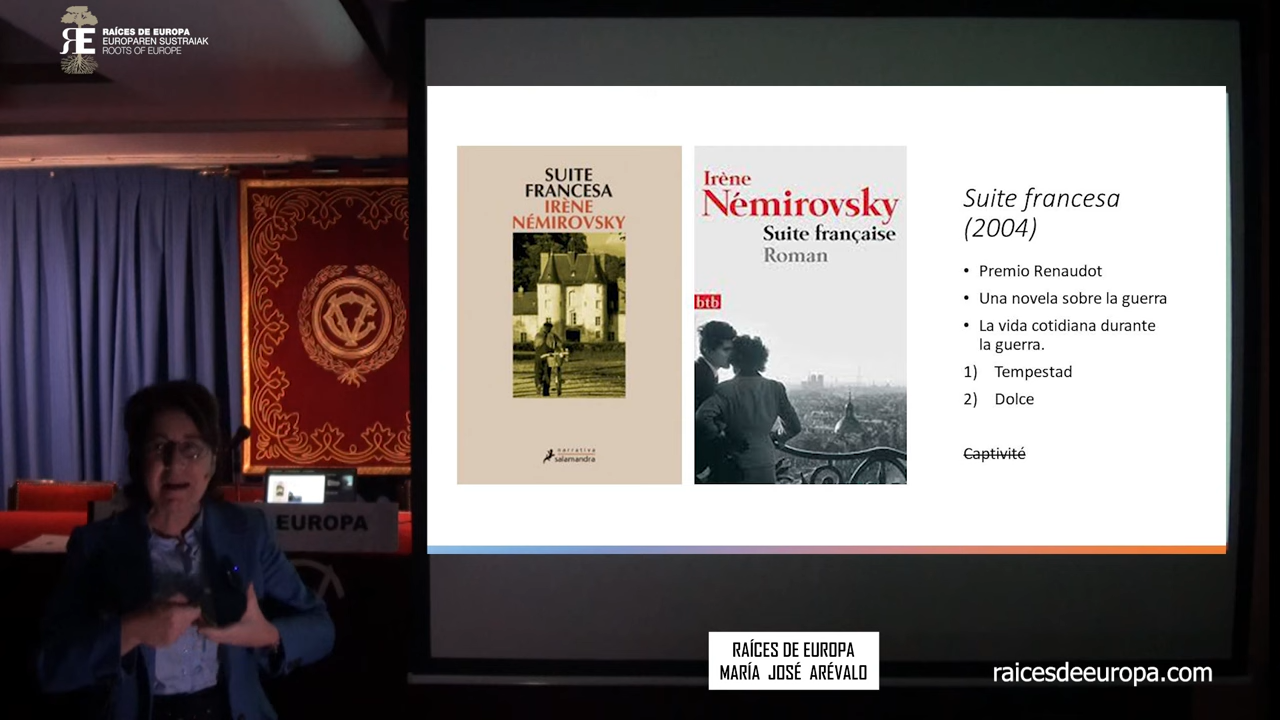 RAÍCES DE EUROPA
EUROPAREN SUSTRAIAK
ROOTS OF EUROPE
SUITE
FRANCESA
IRÈNE
NÉMIROVSKY
narrativa
salamandra
Irène
Némirovsky
Suite française
Roman
btb
Suite francesa
(2004)
• Premio Renaudot
• Una novela sobre la guerra
• La vida cotidiana durante
la guerra.
1) Tempestad
2) Dolce
Captivité
EUROPA
RAÍCES DE EUROPA
MARÍA JOSÉ ARÉVALO
raicesdeeuropa.com